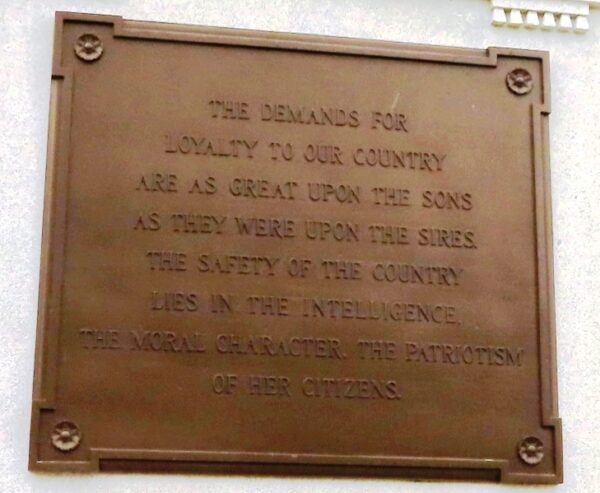 THE DEMANDS FOR
LOYALTY TO OUR COUNTRY
ARE AS GREAT UPON THE SONS
AS THEY WERE UPON THE SIRES.
THE SAFETY OF THE COUNTRY
LIES IN THE INTELLIGENCE,
THE MORAL CHARACTER, THE PATRIOTISM
OF HER CITIZENS.